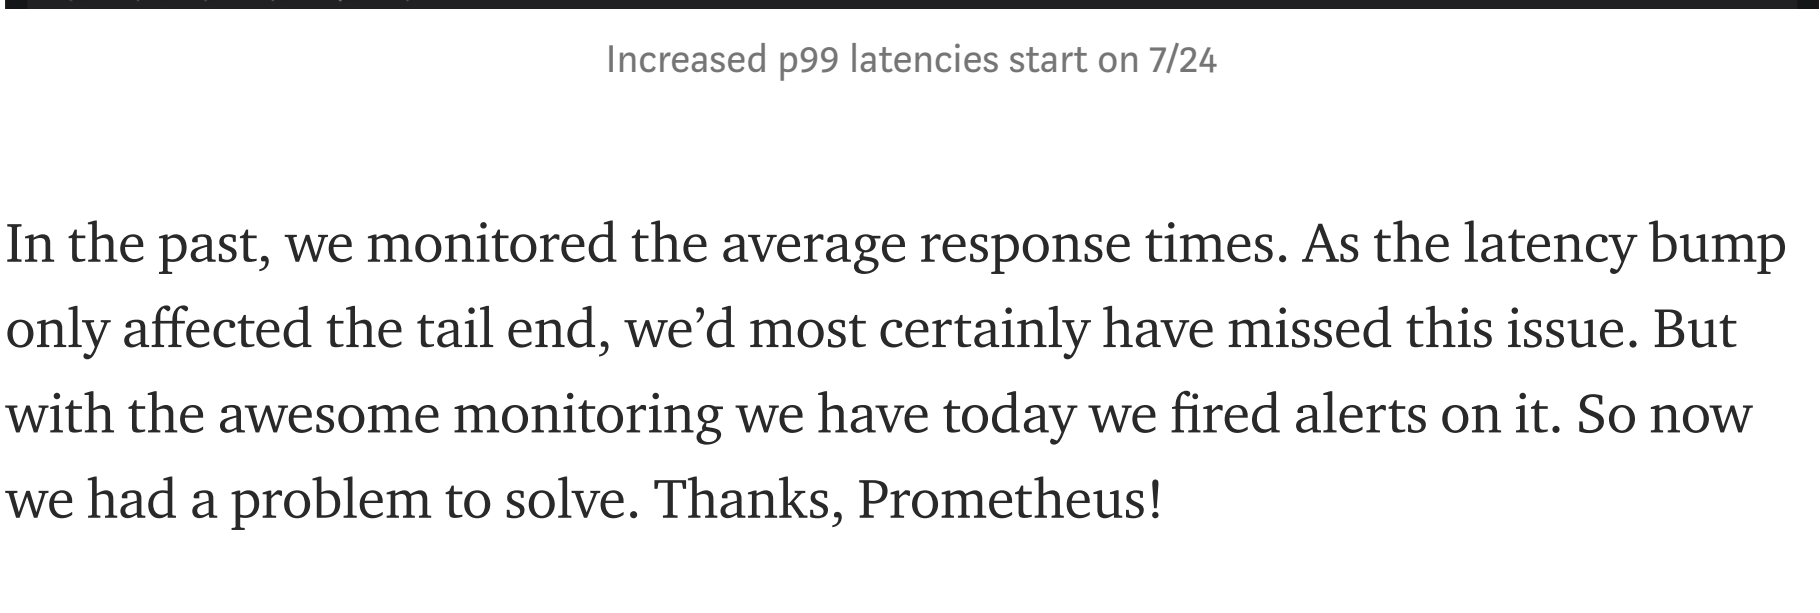 Increased p99 latencies start on 7/24
In the past, we monitored the average response times. As the latency bump
only affected the tail end, we’d most certainly have missed this issue. But
with the awesome monitoring we have today we fired alerts on it. So now
we had a problem to solve. Thanks, Prometheus!